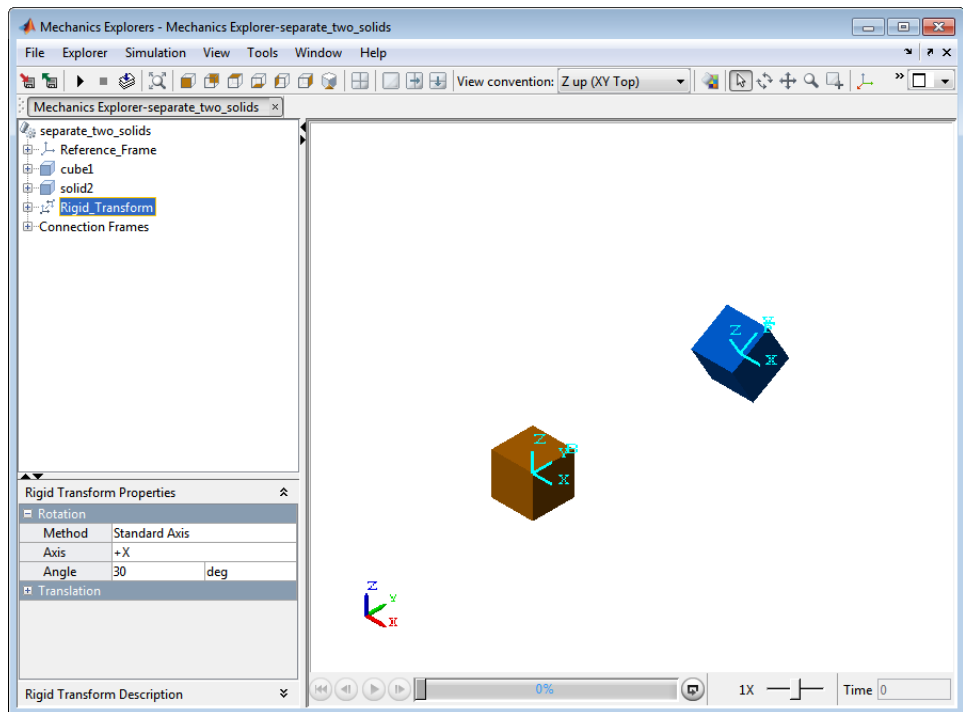 Mechanics Explorers - Mechanics Explorer-separate_two_solids
File Explorer Simulation View Tools Window Help
View convention: Z up (XY Top) »
Mechanics Explorer-separate_two_solids ×
separate_two_solids
Reference_Frame
cube1
solid2
Rigid_Transform
Connection Frames
Z
X
Z
X
Rigid Transform Properties
Rotation
Method Standard Axis
Axis +X
Angle 30 deg
Translation
Z
Y
X
Rigid Transform Description
0% 1X Time 0